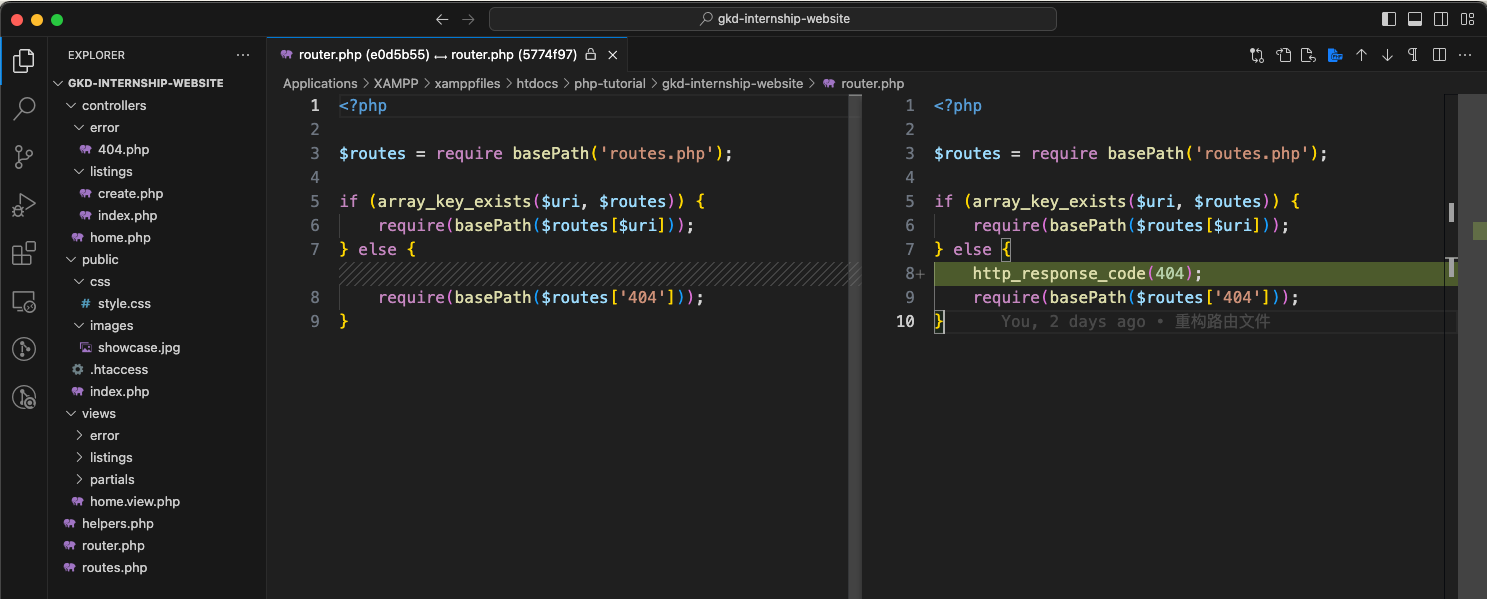 gkd-internship-website
EXPLORER
GKD-INTERNSHIP-WEBSITE
controllers
error
404.php
listings
create.php
index.php
home.php
public
css
# style.css
images
showcase.jpg
.htaccess
index.php
views
error
listings
partials
home.view.php
helpers.php
router.php
routes.php
router.php (e0d5b55) ↔ router.php (5774f97)
Applications > XAMPP > xamppfiles > htdocs > php-tutorial > gkd-internship-website > router.php
1 <?php
2
3 $routes = require basePath('routes.php');
4
5 if (array_key_exists($uri, $routes)) {
6 require(basePath($routes[$uri]));
7 } else {
8 require(basePath($routes['404']));
9 }
1 <?php
2
3 $routes = require basePath('routes.php');
4
5 if (array_key_exists($uri, $routes)) {
6 require(basePath($routes[$uri]));
7 } else {
8+ http_response_code(404);
9 require(basePath($routes['404']));
10 } You, 2 days ago • 重构路由文件